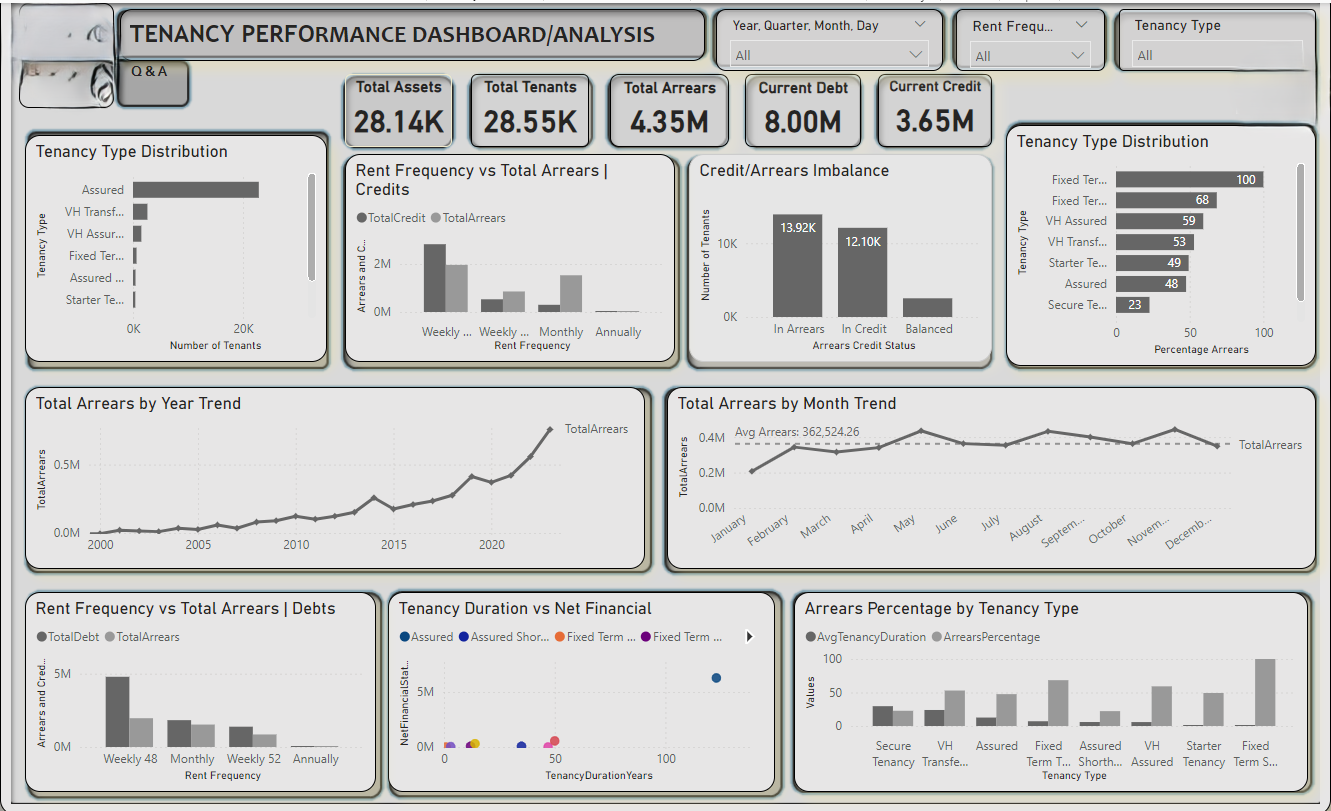 TENANCY PERFORMANCE DASHBOARD/ANALYSIS
Year, Quarter, Month, Day
All
Rent Frequ...
All
Tenancy Type
All
Q & A
Total Assets
28.14K
Total Tenants
28.55K
Total Arrears
4.35M
Current Debt
8.00M
Current Credit
3.65M
Tenancy Type Distribution
Tenancy Type
Assured
VH Transf...
VH Assur...
Fixed Ter...
Assured ...
Starter Te...
0K
20K
Number of Tenants
Rent Frequency vs Total Arrears |
Credits
TotalCredit
TotalArrears
Arrears and C...
2M
0M
Weekly ...
Weekly ...
Monthly
Annually
Rent Frequency
Credit/Arrears Imbalance
Number of Tenants
10K
0K
13.92K
12.10K
In Arrears
In Credit
Balanced
Arrears Credit Status
Tenancy Type Distribution
Tenancy Type
Fixed Ter...
100
Fixed Ter...
68
VH Assured
59
VH Transf...
53
Starter Te...
49
Assured
48
Secure Te...
23
0
50
100
Percentage Arrears
Total Arrears by Year Trend
TotalArrears
0.5M
0.0M
TotalArrears
2000
2005
2010
2015
2020
Total Arrears by Month Trend
TotalArrears
0.4M
0.2M
0.0M
Avg Arrears: 362,524.26
TotalArrears
January
February
March
April
May
June
July
August
Septem...
October
Novem...
Decemb...
Rent Frequency vs Total Arrears | Debts
TotalDebt
TotalArrears
Arrears and Cred...
5M
0M
Weekly 48
Monthly
Weekly 52
Annually
Rent Frequency
Tenancy Duration vs Net Financial
Assured
Assured Shor...
Fixed Term ...
Fixed Term ...
NetFinancialStat...
5M
0M
0
50
100
TenancyDurationYears
Arrears Percentage by Tenancy Type
AvgTenancyDuration
ArrearsPercentage
Values
100
50
0
Secure
Tenancy
VH
Transfe...
Assured
Fixed
Term T...
Assured
Shorth...
VH
Assured
Starter
Tenancy
Fixed
Term S...
Tenancy Type